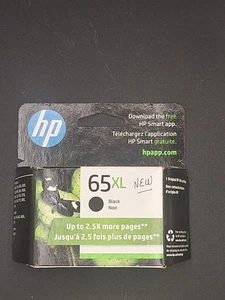 Download the free
HP Smart app.
Téléchargez l'application
HP Smart gratuite.
hpapp.com
hp
65XL NEW
Black
Noir
Up to 2.5X more pages**
Jusqu'à 2,5 fois plus de pages**